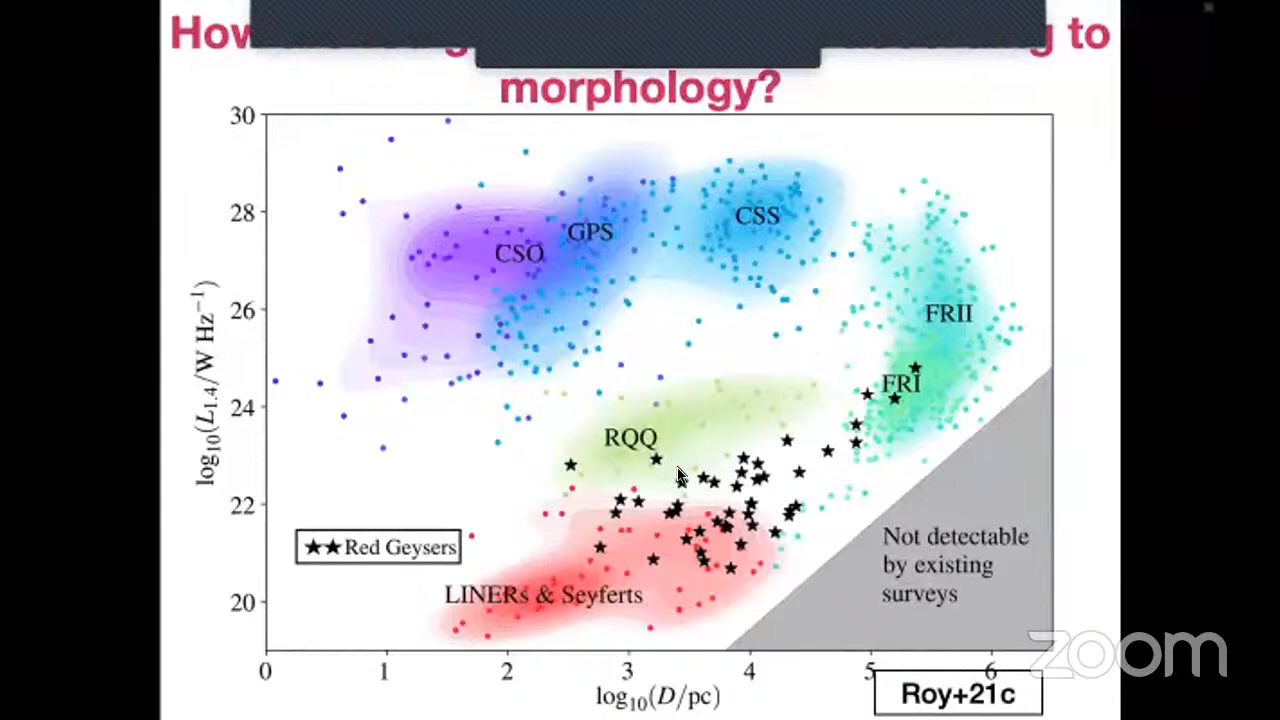 to
morphology?
30
28
26
24
22
20
log10(L1.4/W Hz−1)
CSO
GPS
CSS
FRII
FRI
RQQ
★★ Red Geysers
LINERs & Seyferts
Not detectable
by existing
surveys
0 1 2 3 4 5 6
log10(D/pc)
Roy+21c
zoom